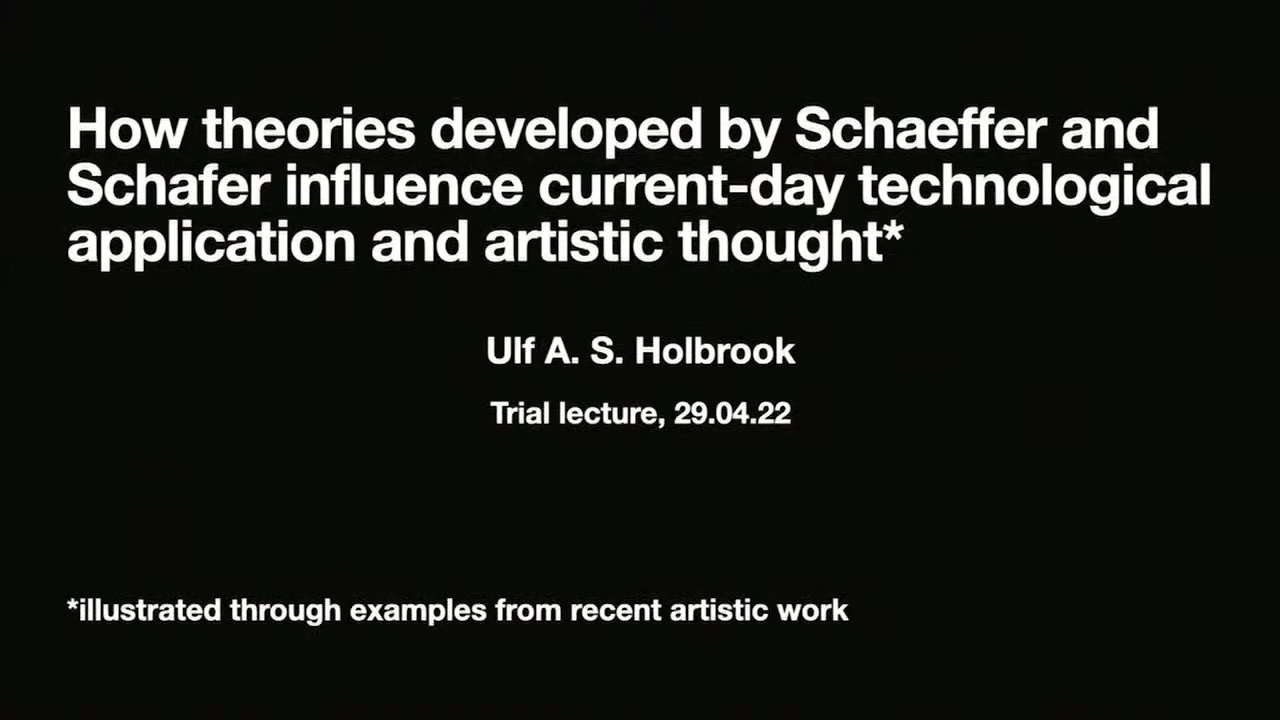 How theories developed by Schaeffer and
Schafer influence current-day technological
application and artistic thought*
Ulf A. S. Holbrook
Trial lecture, 29.04.22
*illustrated through examples from recent artistic work